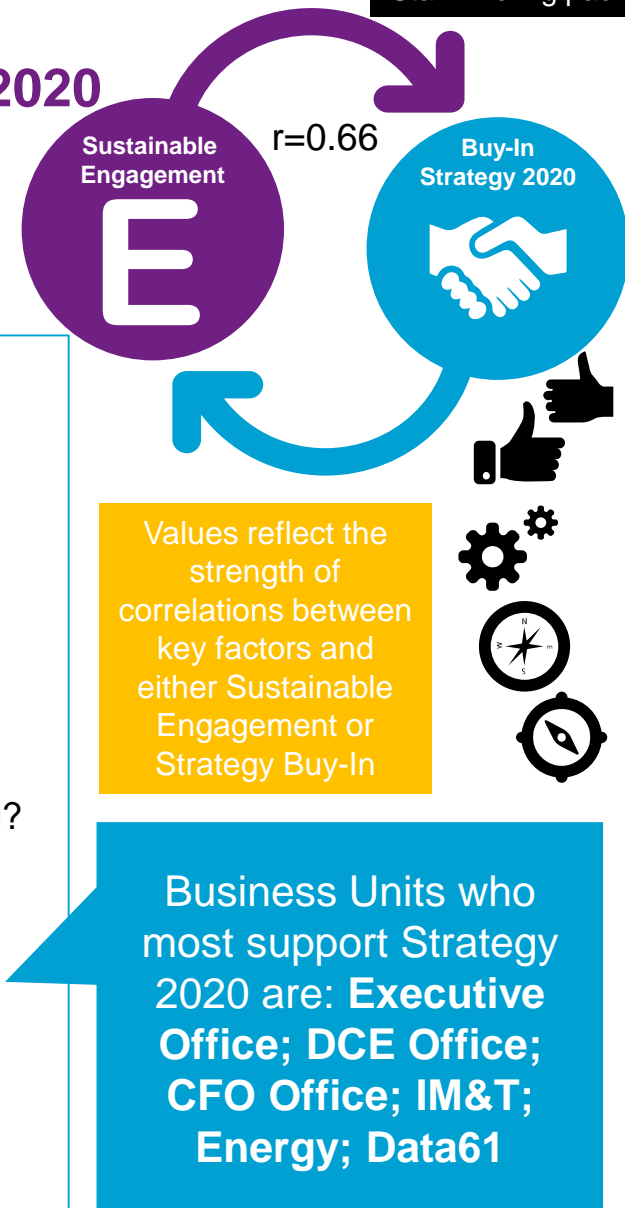 2020
Sustainable
Engagement
E
r=0.66
Buy-In
Strategy 2020
Values reflect the
strength of
correlations between
key factors and
either Sustainable
Engagement or
Strategy Buy-In
N
W
E
S
?
Business Units who
most support Strategy
2020 are: Executive
Office; DCE Office;
CFO Office; IM&T;
Energy; Data61